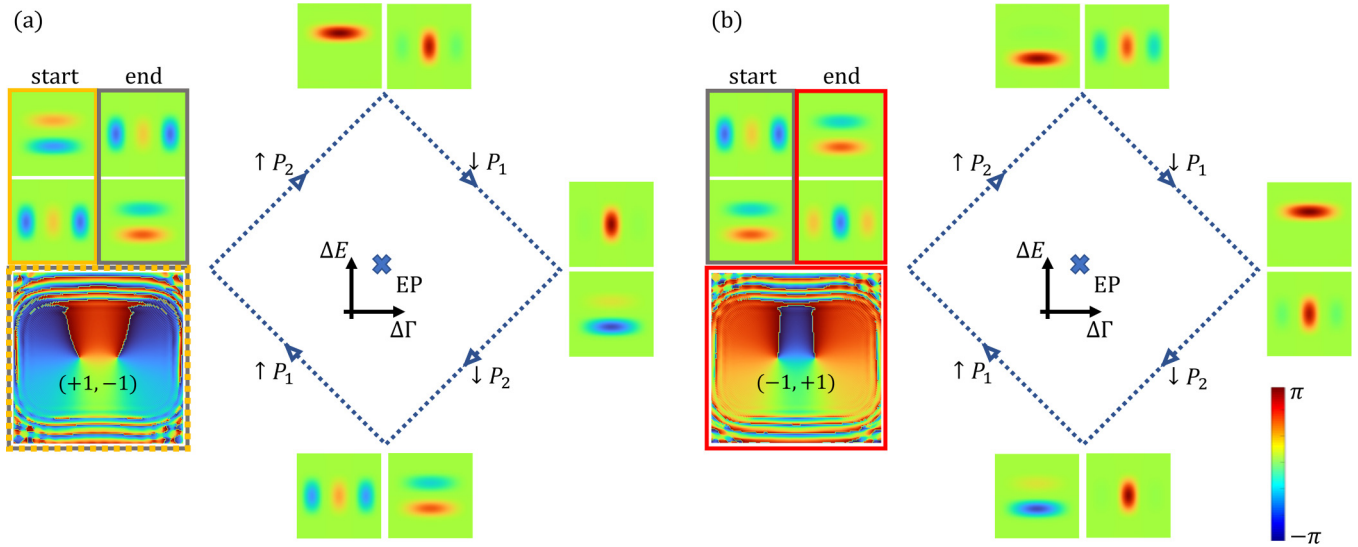 (a)
start end
↑ P₂
↓ P₁
ΔE
EP
ΔΓ
↑ P₁
↓ P₂
(+1, −1)
(b)
start end
↑ P₂
↓ P₁
ΔE
EP
ΔΓ
↑ P₁
↓ P₂
(−1, +1)
π
−π